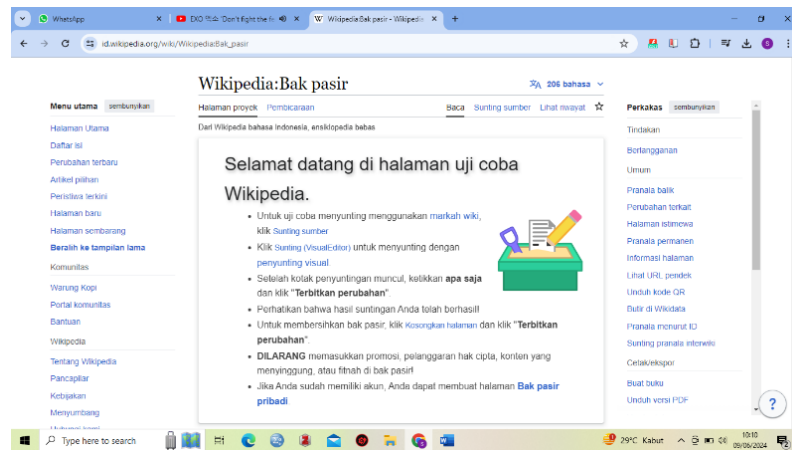 WhatsApp
EXO 엑소 'Don't fight the fe
Wikipedia:Bak pasir - Wikipedia
id.wikipedia.org/wiki/Wikipedia:Bak_pasir
Wikipedia:Bak pasir
206 bahasa
Menu utama sembunyikan
Halaman Utama
Daftar isi
Perubahan terbaru
Artikel pilihan
Peristiwa terkini
Halaman baru
Halaman sembarang
Beralih ke tampilan lama
Komunitas
Warung Kopi
Portal komunitas
Bantuan
Wikipedia
Tentang Wikipedia
Pancapilar
Kebijakan
Menyumbang
Halaman proyek Pembicaraan
Baca Sunting sumber Lihat riwayat
Dari Wikipedia bahasa Indonesia, ensiklopedia bebas
Selamat datang di halaman uji coba
Wikipedia.
Untuk uji coba menyunting menggunakan markah wiki,
klik Sunting sumber
Klik Sunting (VisualEditor) untuk menyunting dengan
penyunting visual.
Setelah kotak penyuntingan muncul, ketikkan apa saja
dan klik "Terbitkan perubahan".
Perhatikan bahwa hasil suntingan Anda telah berhasil!
Untuk membersihkan bak pasir, klik Kosongkan halaman dan klik "Terbitkan
perubahan".
DILARANG memasukkan promosi, pelanggaran hak cipta, konten yang
menyinggung, atau fitnah di bak pasir!
Jika Anda sudah memiliki akun, Anda dapat membuat halaman Bak pasir
pribadi.
Perkakas sembunyikan
Tindakan
Berlangganan
Umum
Pranala balik
Perubahan terkait
Halaman istimewa
Pranala permanen
Informasi halaman
Lihat URL pendek
Unduh kode QR
Butir di Wikidata
Pranala menurut ID
Sunting pranala interwiki
Cetak/ekspor
Buat buku
Unduh versi PDF
?
Type here to search
29°C Kabut
10:10
09/06/2024